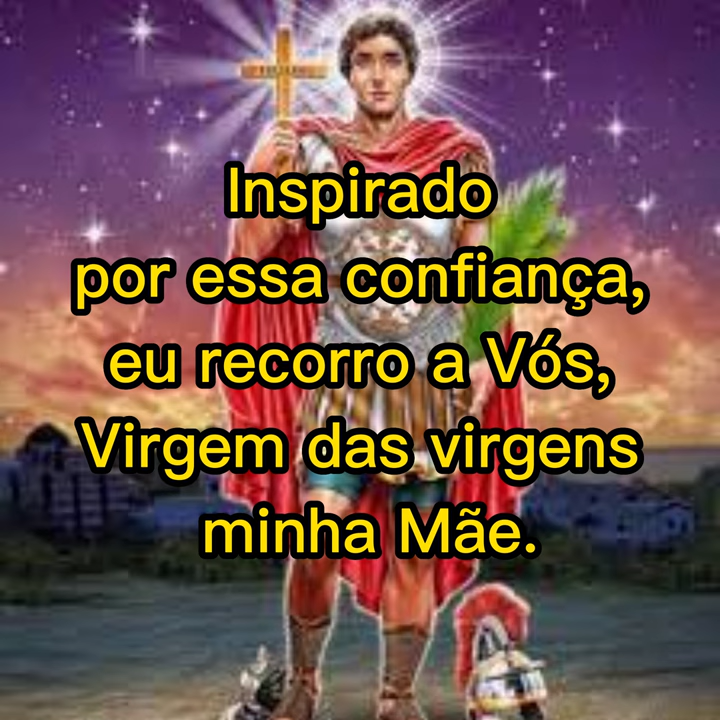 Inspirado
por essa confiança,
eu recorro a Vós,
Virgem das virgens
minha Mãe.